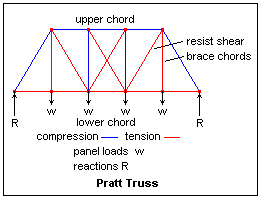 upper chord
resist shear
brace chords
R w w w w R
lower chord
compression — tension —
panel loads w
reactions R
Pratt Truss